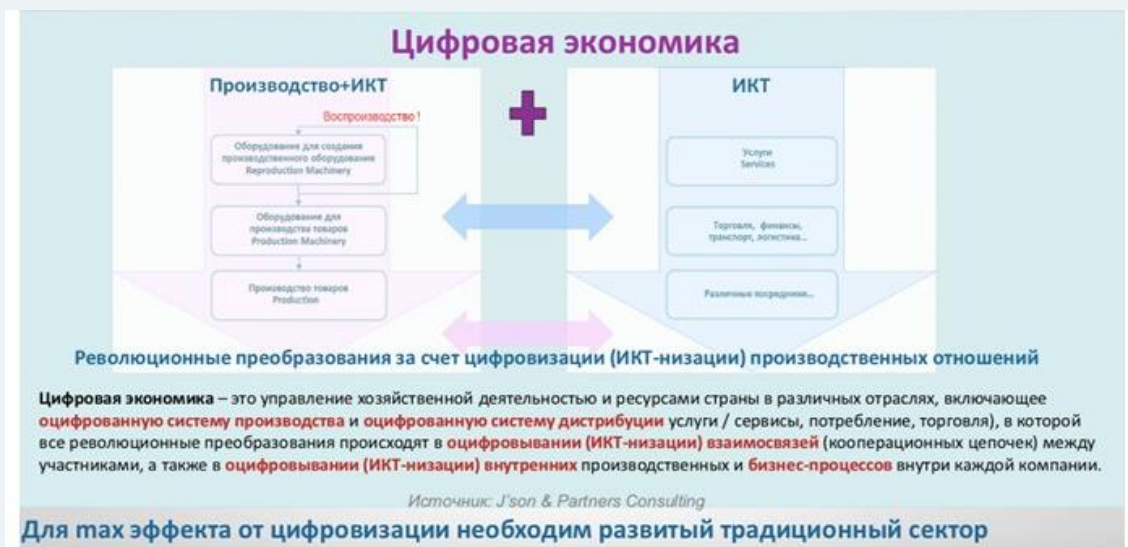 Цифровая экономика
Производство+ИКТ
Воспроизводство !
Оборудование для создания
производственного оборудования
Reproduction Machinery
Оборудование для
производства товаров
Production Machinery
Производство товаров
Production
ИКТ
Услуги
Services
Торговля, финансы,
транспорт, логистика...
Различные посредники...
Революционные преобразования за счет цифровизации (ИКТ-низации) производственных отношений
Цифровая экономика – это управление хозяйственной деятельностью и ресурсами страны в различных отраслях, включающее
оцифрованную систему производства и оцифрованную систему дистрибуции услуги / сервисы, потребление, торговля), в которой
все революционные преобразования происходят в оцифровывании (ИКТ-низации) взаимосвязей (кооперационных цепочек) между
участниками, а также в оцифровывании (ИКТ-низации) внутренних производственных и бизнес-процессов внутри каждой компании.
Источник: J'son & Partners Consulting
Для max эффекта от цифровизации необходим развитый традиционный сектор